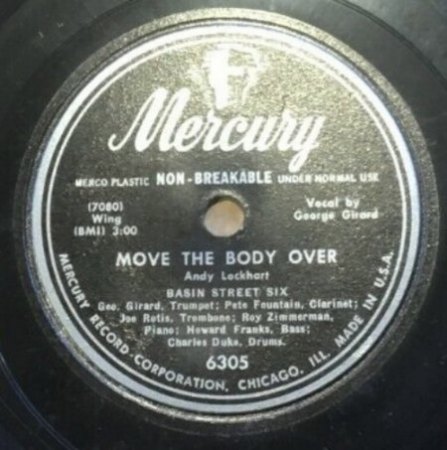 Mercury
MERCO PLASTIC NON-BREAKABLE UNDER NORMAL USE
(7080)
Wing
(BMI) 3:00
Vocal by
George Girard
MOVE THE BODY OVER
Andy Lockhart
BASIN STREET SIX
Geo. Girard, Trumpet; Pete Fountain, Clarinet;
Joe Rotis, Trombone; Roy Zimmerman,
Piano; Howard Franks, Bass;
Charles Duke, Drums.
6305
MERCURY RECORD CORPORATION, CHICAGO, ILL. MADE IN U.S.A.